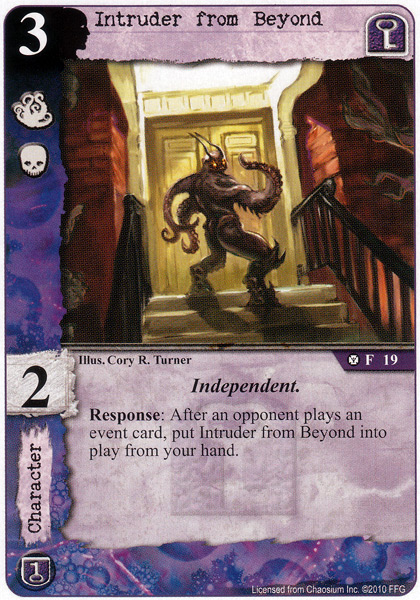 3
Intruder from Beyond
Illus. Cory R. Turner
F 19
2
Independent.
Response: After an opponent plays an
event card, put Intruder from Beyond into
play from your hand.
Character
1
Licensed from Chaosium Inc. ©2010 FFG